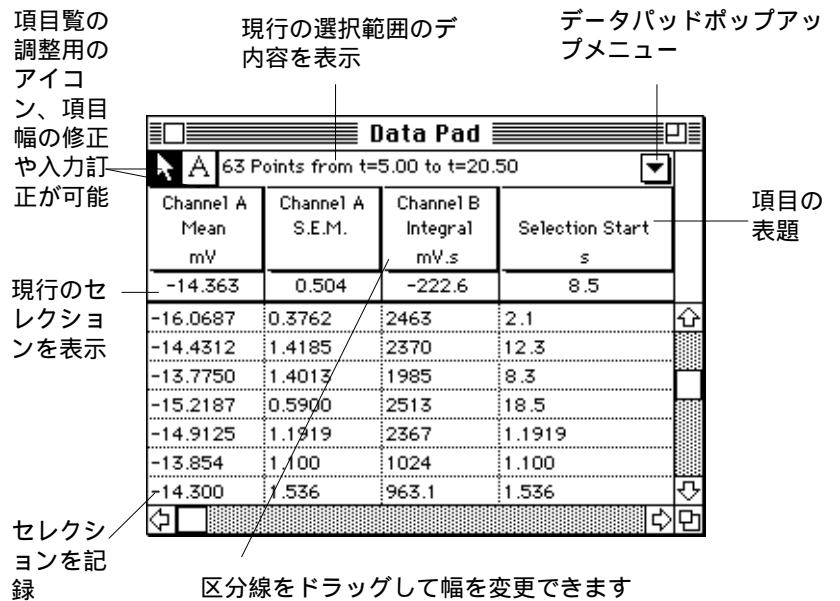 項目覧の
調整用の
アイコ
ン、項目
幅の修正
や入力訂
正が可能
現行の選択範囲のデ
内容を表示
データパッドポップアッ
プメニュー
Data Pad
A 63 Points from t=5.00 to t=20.50
Channel A Channel A Channel B
Mean S.E.M. Integral Selection Start
mV mV.s s
項目の
表題
現行のセ
レクショ
ンを表示
-14.363 0.504 -222.6 8.5
-16.0687 0.3762 2463 2.1
-14.4312 1.4185 2370 12.3
-13.7750 1.4013 1985 8.3
-15.2187 0.5900 2513 18.5
-14.9125 1.1919 2367 1.1919
-13.854 1.100 1024 1.100
-14.300 1.536 963.1 1.536
セレクシ
ョンを記
録
区分線をドラッグして幅を変更できます